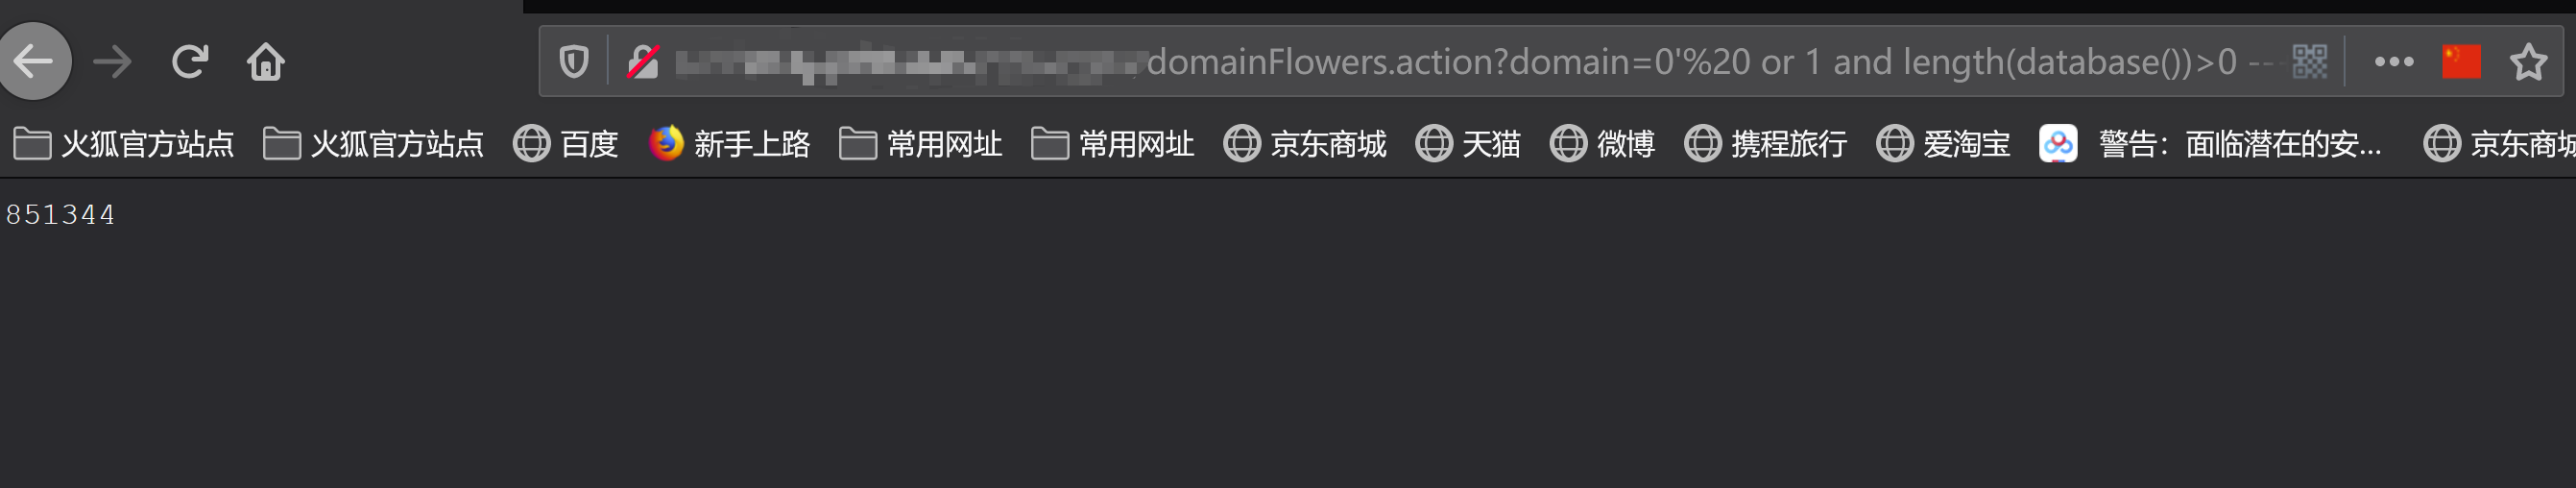 domainFlowers.action?domain=0'%20 or 1 and length(database())>0 --
火狐官方站点 火狐官方站点 百度 新手上路 常用网址 常用网址 京东商城 天猫 微博 携程旅行 爱淘宝 警告：面临潜在的安... 京东商城
851344